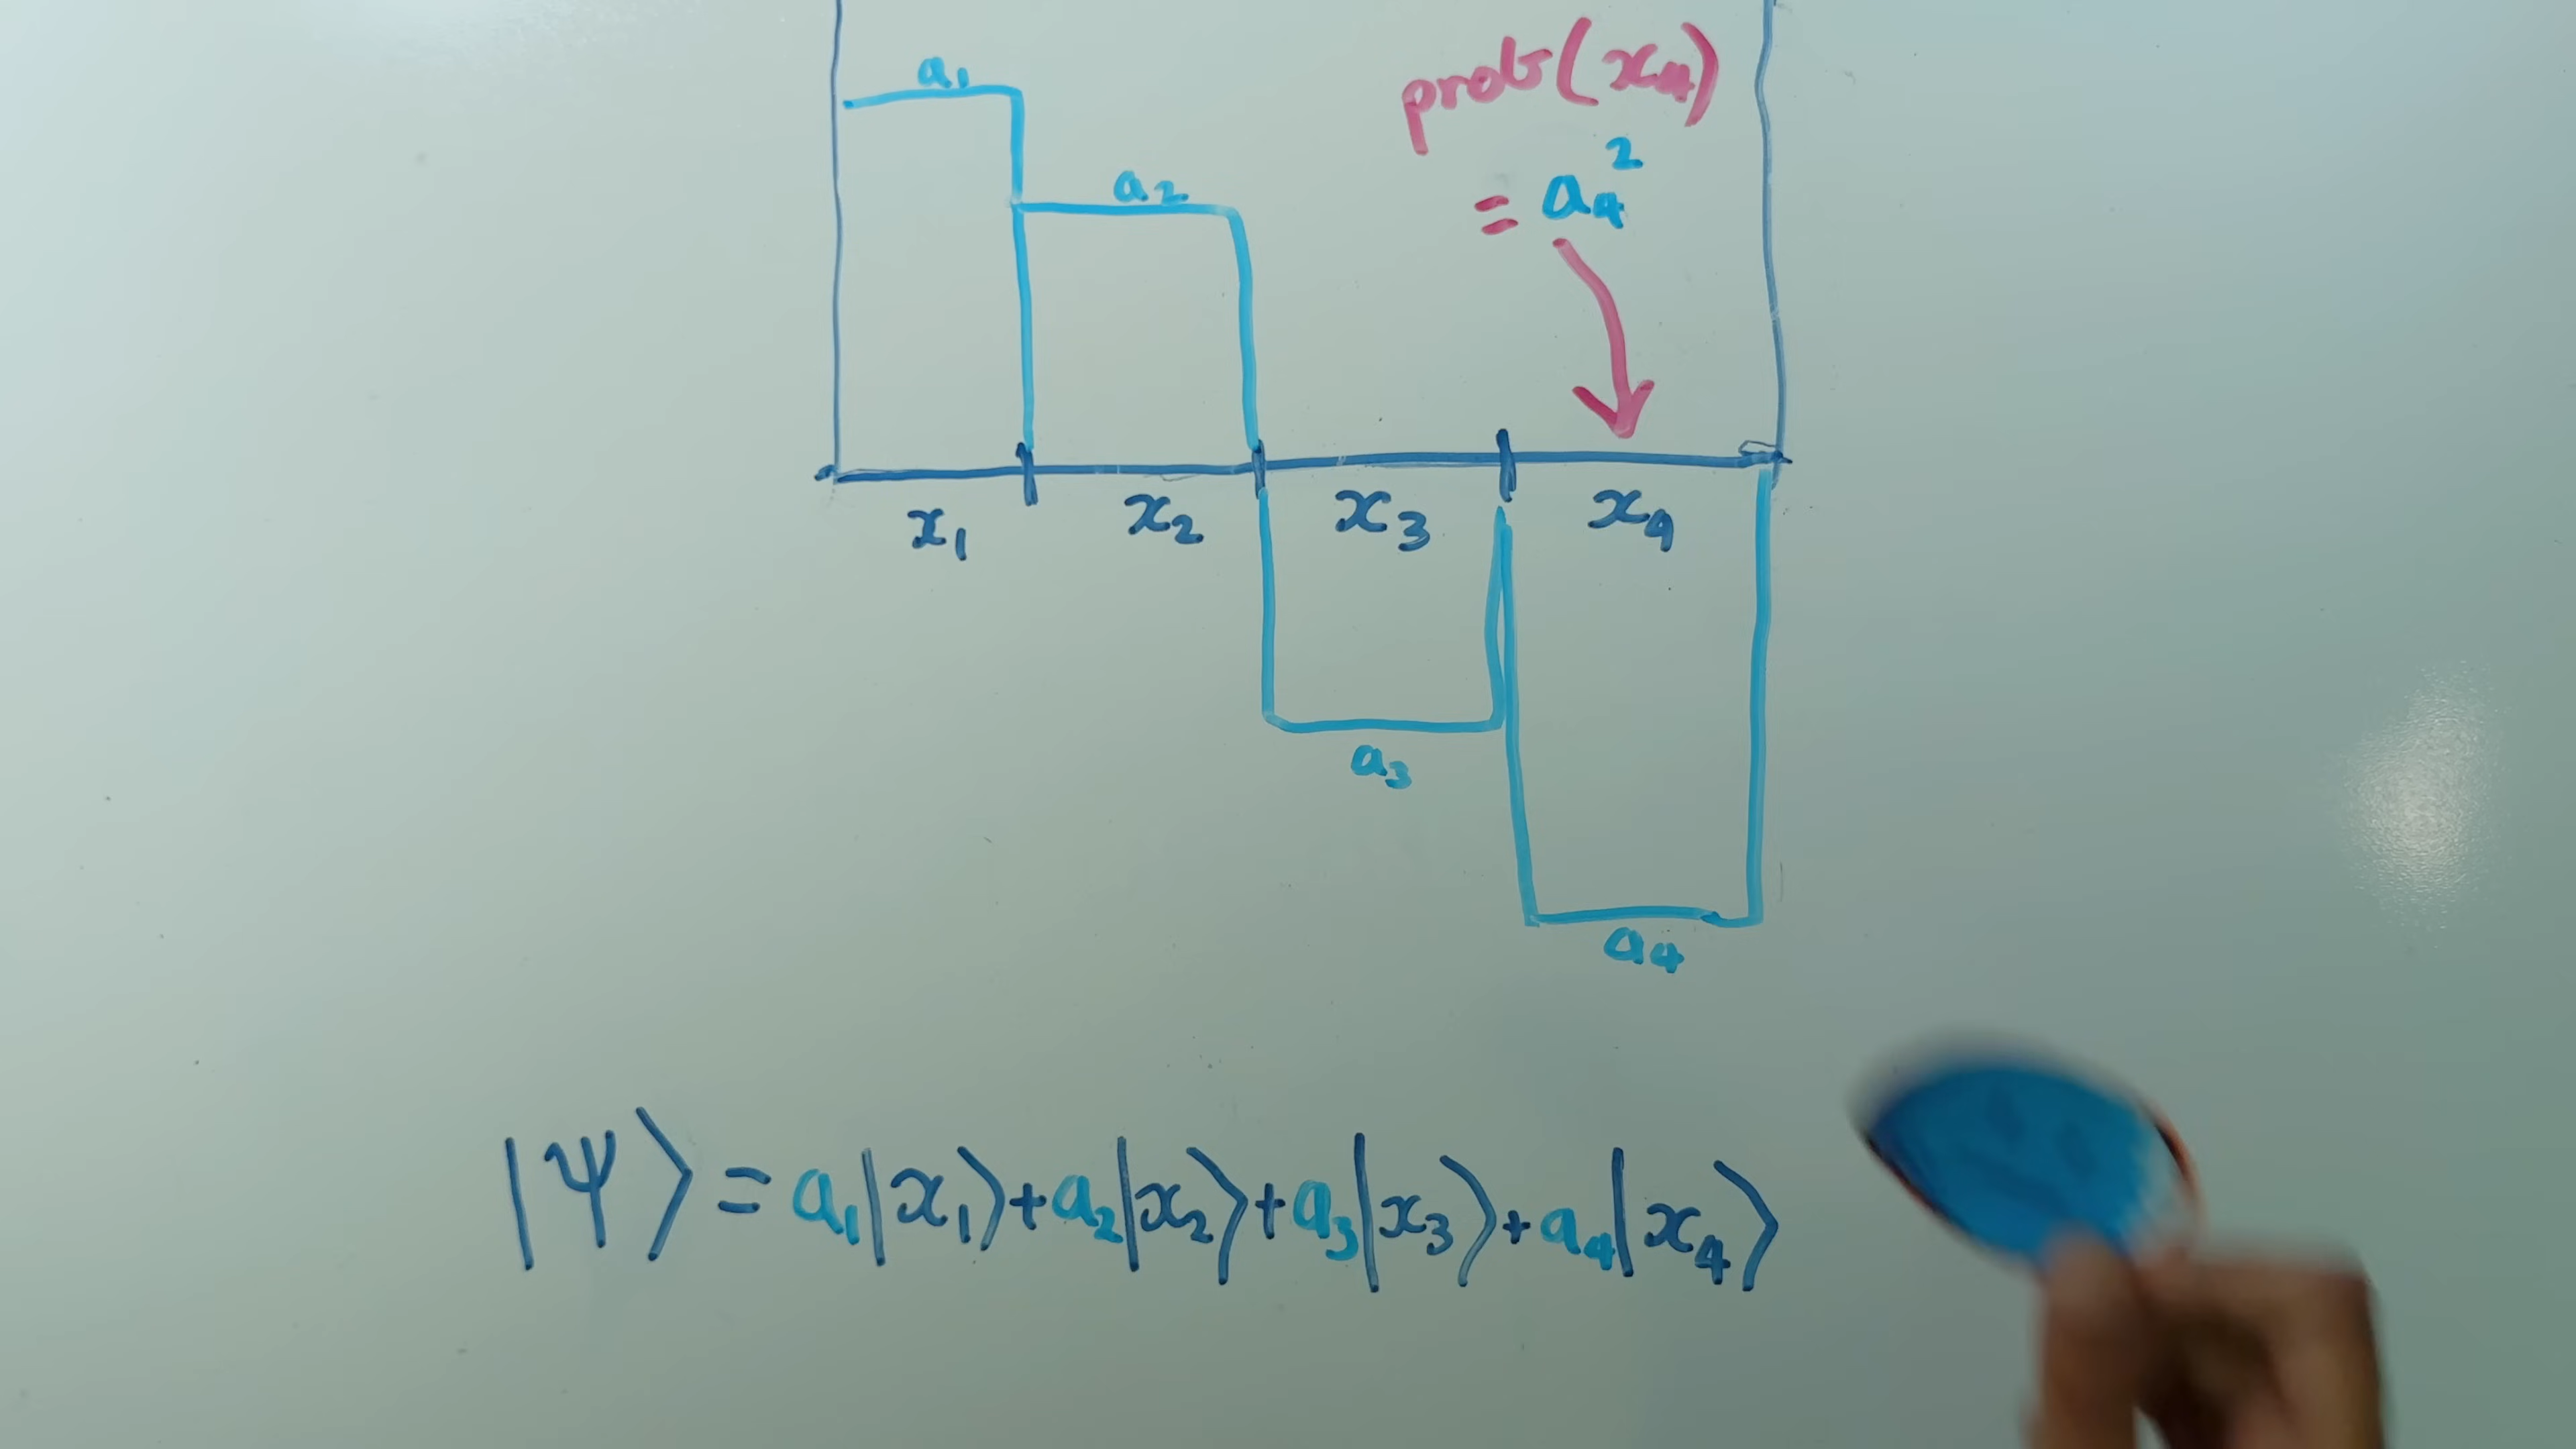 a₁
prob(x₄)
a₂
= a₄²
x₁ x₂ x₃ x₄
a₃
a₄
|Ψ⟩ = a₁|x₁⟩+a₂|x₂⟩+a₃|x₃⟩+a₄|x₄⟩